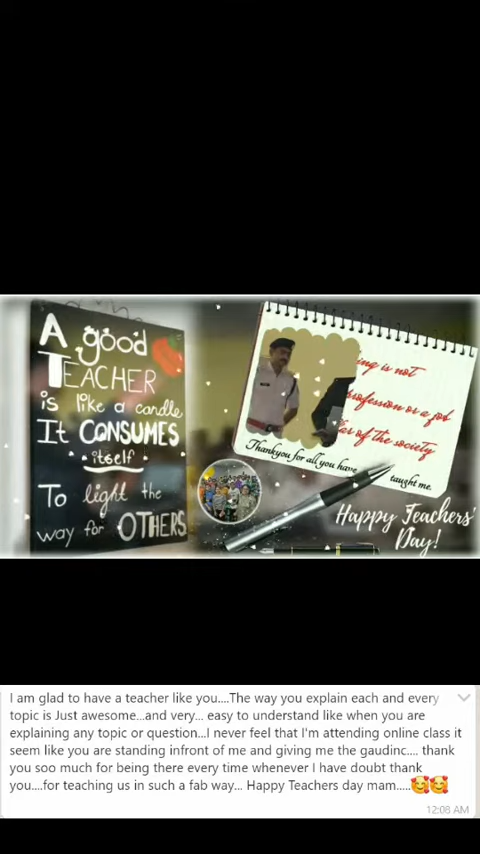 A good
TEACHER
is like a candle
It CONSUMES
itself
To light the
way for OTHERS
ing is not
profession or a job
of the society
Thankyou for all you have taught me.
Happy Teachers'
Day!
I am glad to have a teacher like you....The way you explain each and every
topic is Just awesome...and very... easy to understand like when you are
explaining any topic or question...I never feel that I'm attending online class it
seem like you are standing infront of me and giving me the gaudinc.... thank
you soo much for being there every time whenever I have doubt thank
you....for teaching us in such a fab way... Happy Teachers day mam.....🥰🥰
12:08 AM